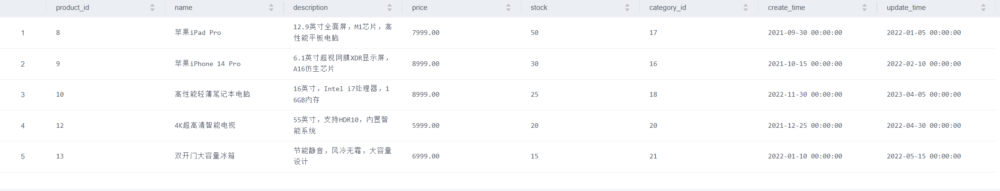 product_id name description price stock category_id create_time update_time
12.9英寸全面屏，M1芯片，高
1 8 苹果iPad Pro 7999.00 50 17 2021-09-30 00:00:00 2022-01-05 00:00:00
性能平板电脑
6.1英寸超视网膜XDR显示屏，
2 9 苹果iPhone 14 Pro 8999.00 30 16 2021-10-15 00:00:00 2022-02-10 00:00:00
A16仿生芯片
16英寸，Intel i7处理器，1
3 10 高性能轻薄笔记本电脑 8999.00 25 18 2022-11-30 00:00:00 2023-04-05 00:00:00
6GB内存
55英寸，支持HDR10，内置智
4 12 4K超高清智能电视 5999.00 20 20 2021-12-25 00:00:00 2022-04-30 00:00:00
能系统
节能静音，风冷无霜，大容量
5 13 双开门大容量冰箱 6999.00 15 21 2022-01-10 00:00:00 2022-05-15 00:00:00
设计